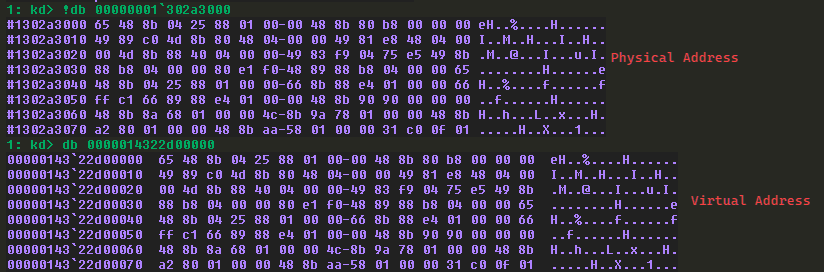 1: kd> !db 00000001`302a3000
#1302a3000 65 48 8b 04 25 88 01 00-00 48 8b 80 b8 00 00 00 eH..%....H......
#1302a3010 49 89 c0 4d 8b 80 48 04-00 00 49 81 e8 48 04 00 I..M..H...I..H..
#1302a3020 00 4d 8b 88 40 04 00 00-49 83 f9 04 75 e5 49 8b .M..@...I...u.I.
#1302a3030 88 b8 04 00 00 80 e1 f0-48 89 88 b8 04 00 00 65 ........H......e
#1302a3040 48 8b 04 25 88 01 00 00-66 8b 88 e4 01 00 00 66 H..%....f......f
#1302a3050 ff c1 66 89 88 e4 01 00-00 48 8b 90 90 00 00 00 ..f......H......
#1302a3060 48 8b 8a 68 01 00 00 4c-8b 9a 78 01 00 00 48 8b H..h...L..x...H.
#1302a3070 a2 80 01 00 00 48 8b aa-58 01 00 00 31 c0 0f 01 .....H..X...1...
Physical Address
1: kd> db 0000014322d00000
00000143`22d00000  65 48 8b 04 25 88 01 00-00 48 8b 80 b8 00 00 00  eH..%....H......
00000143`22d00010  49 89 c0 4d 8b 80 48 04-00 00 49 81 e8 48 04 00  I..M..H...I..H..
00000143`22d00020  00 4d 8b 88 40 04 00 00-49 83 f9 04 75 e5 49 8b  .M..@...I...u.I.
00000143`22d00030  88 b8 04 00 00 80 e1 f0-48 89 88 b8 04 00 00 65  ........H......e
00000143`22d00040  48 8b 04 25 88 01 00 00-66 8b 88 e4 01 00 00 66  H..%....f......f
00000143`22d00050  ff c1 66 89 88 e4 01 00-00 48 8b 90 90 00 00 00  ..f......H......
00000143`22d00060  48 8b 8a 68 01 00 00 4c-8b 9a 78 01 00 00 48 8b  H..h...L..x...H.
00000143`22d00070  a2 80 01 00 00 48 8b aa-58 01 00 00 31 c0 0f 01  .....H..X...1...
Virtual Address